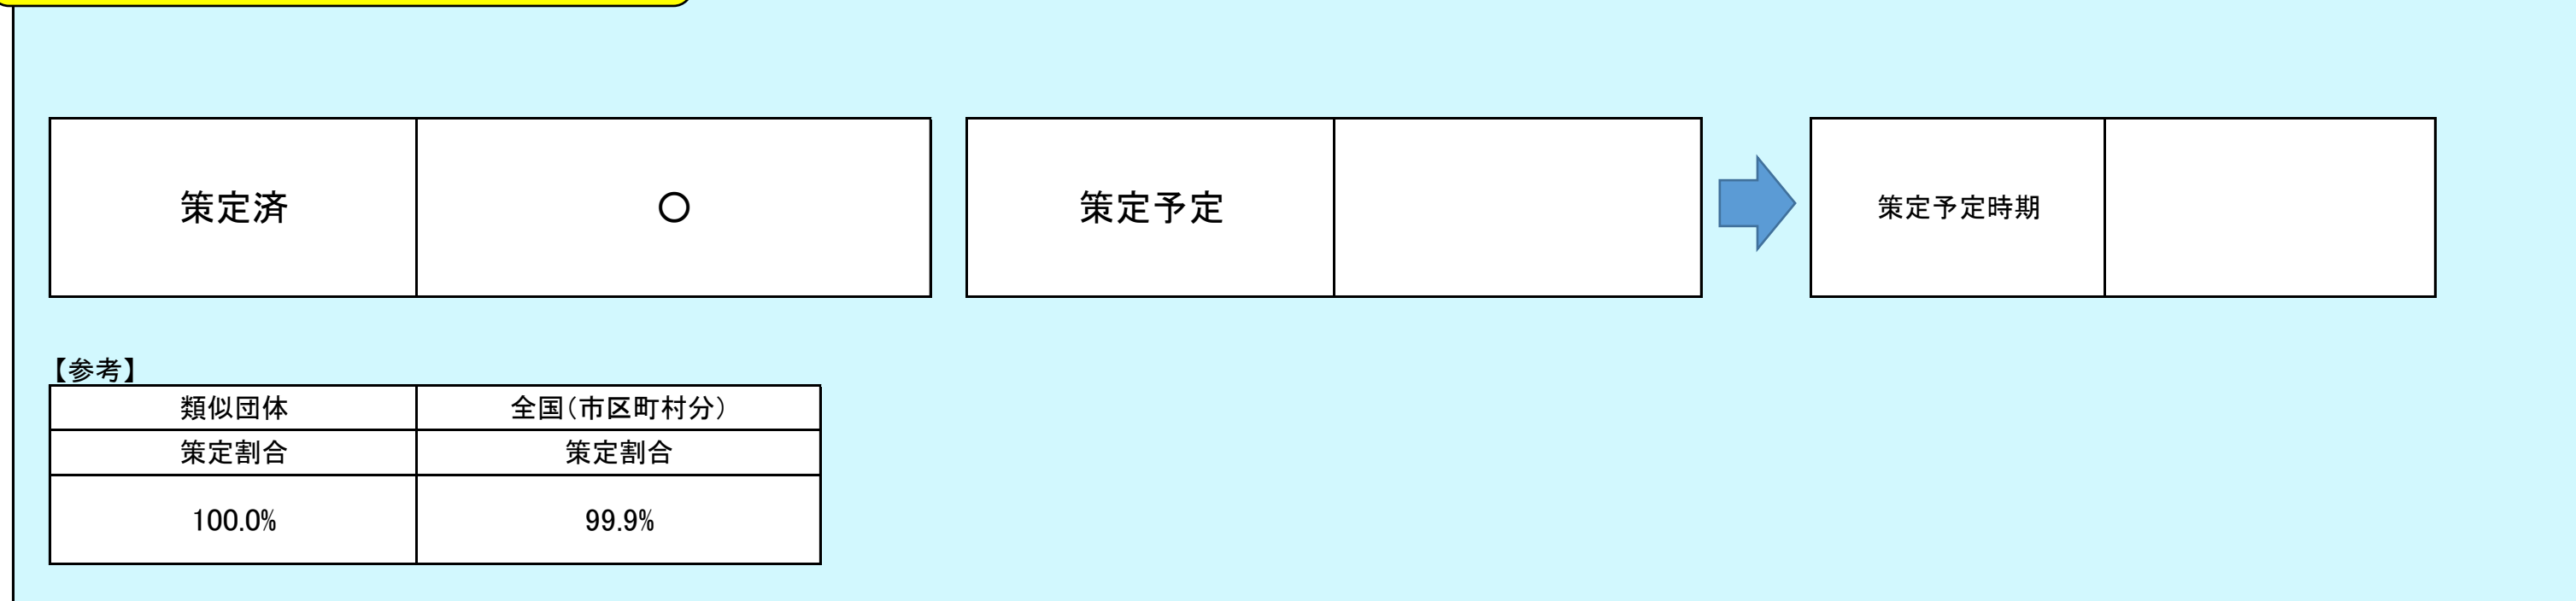 策定済 ○ 策定予定 策定予定時期
【参考】
類似団体 全国(市区町村分)
策定割合 策定割合
100.0% 99.9%